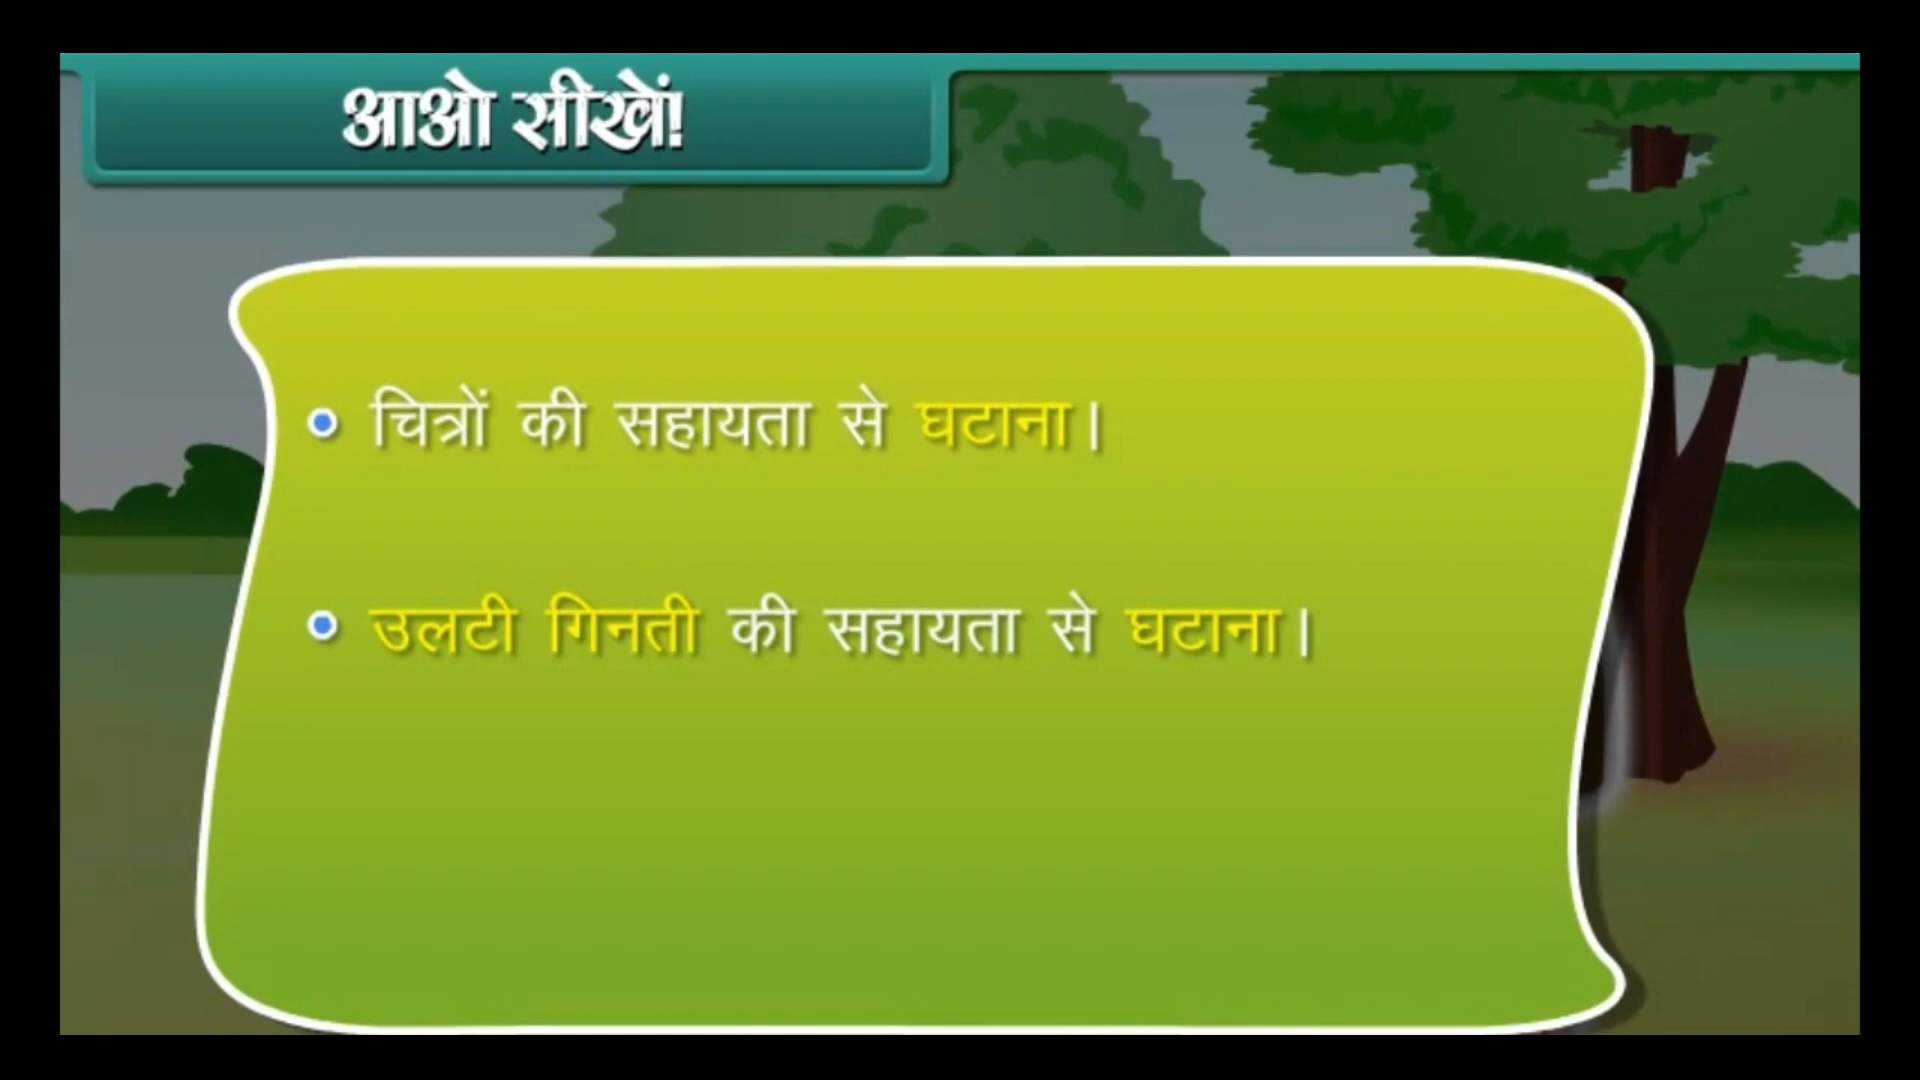 आओ सीखें!
• चित्रों की सहायता से घटाना।
• उलटी गिनती की सहायता से घटाना।